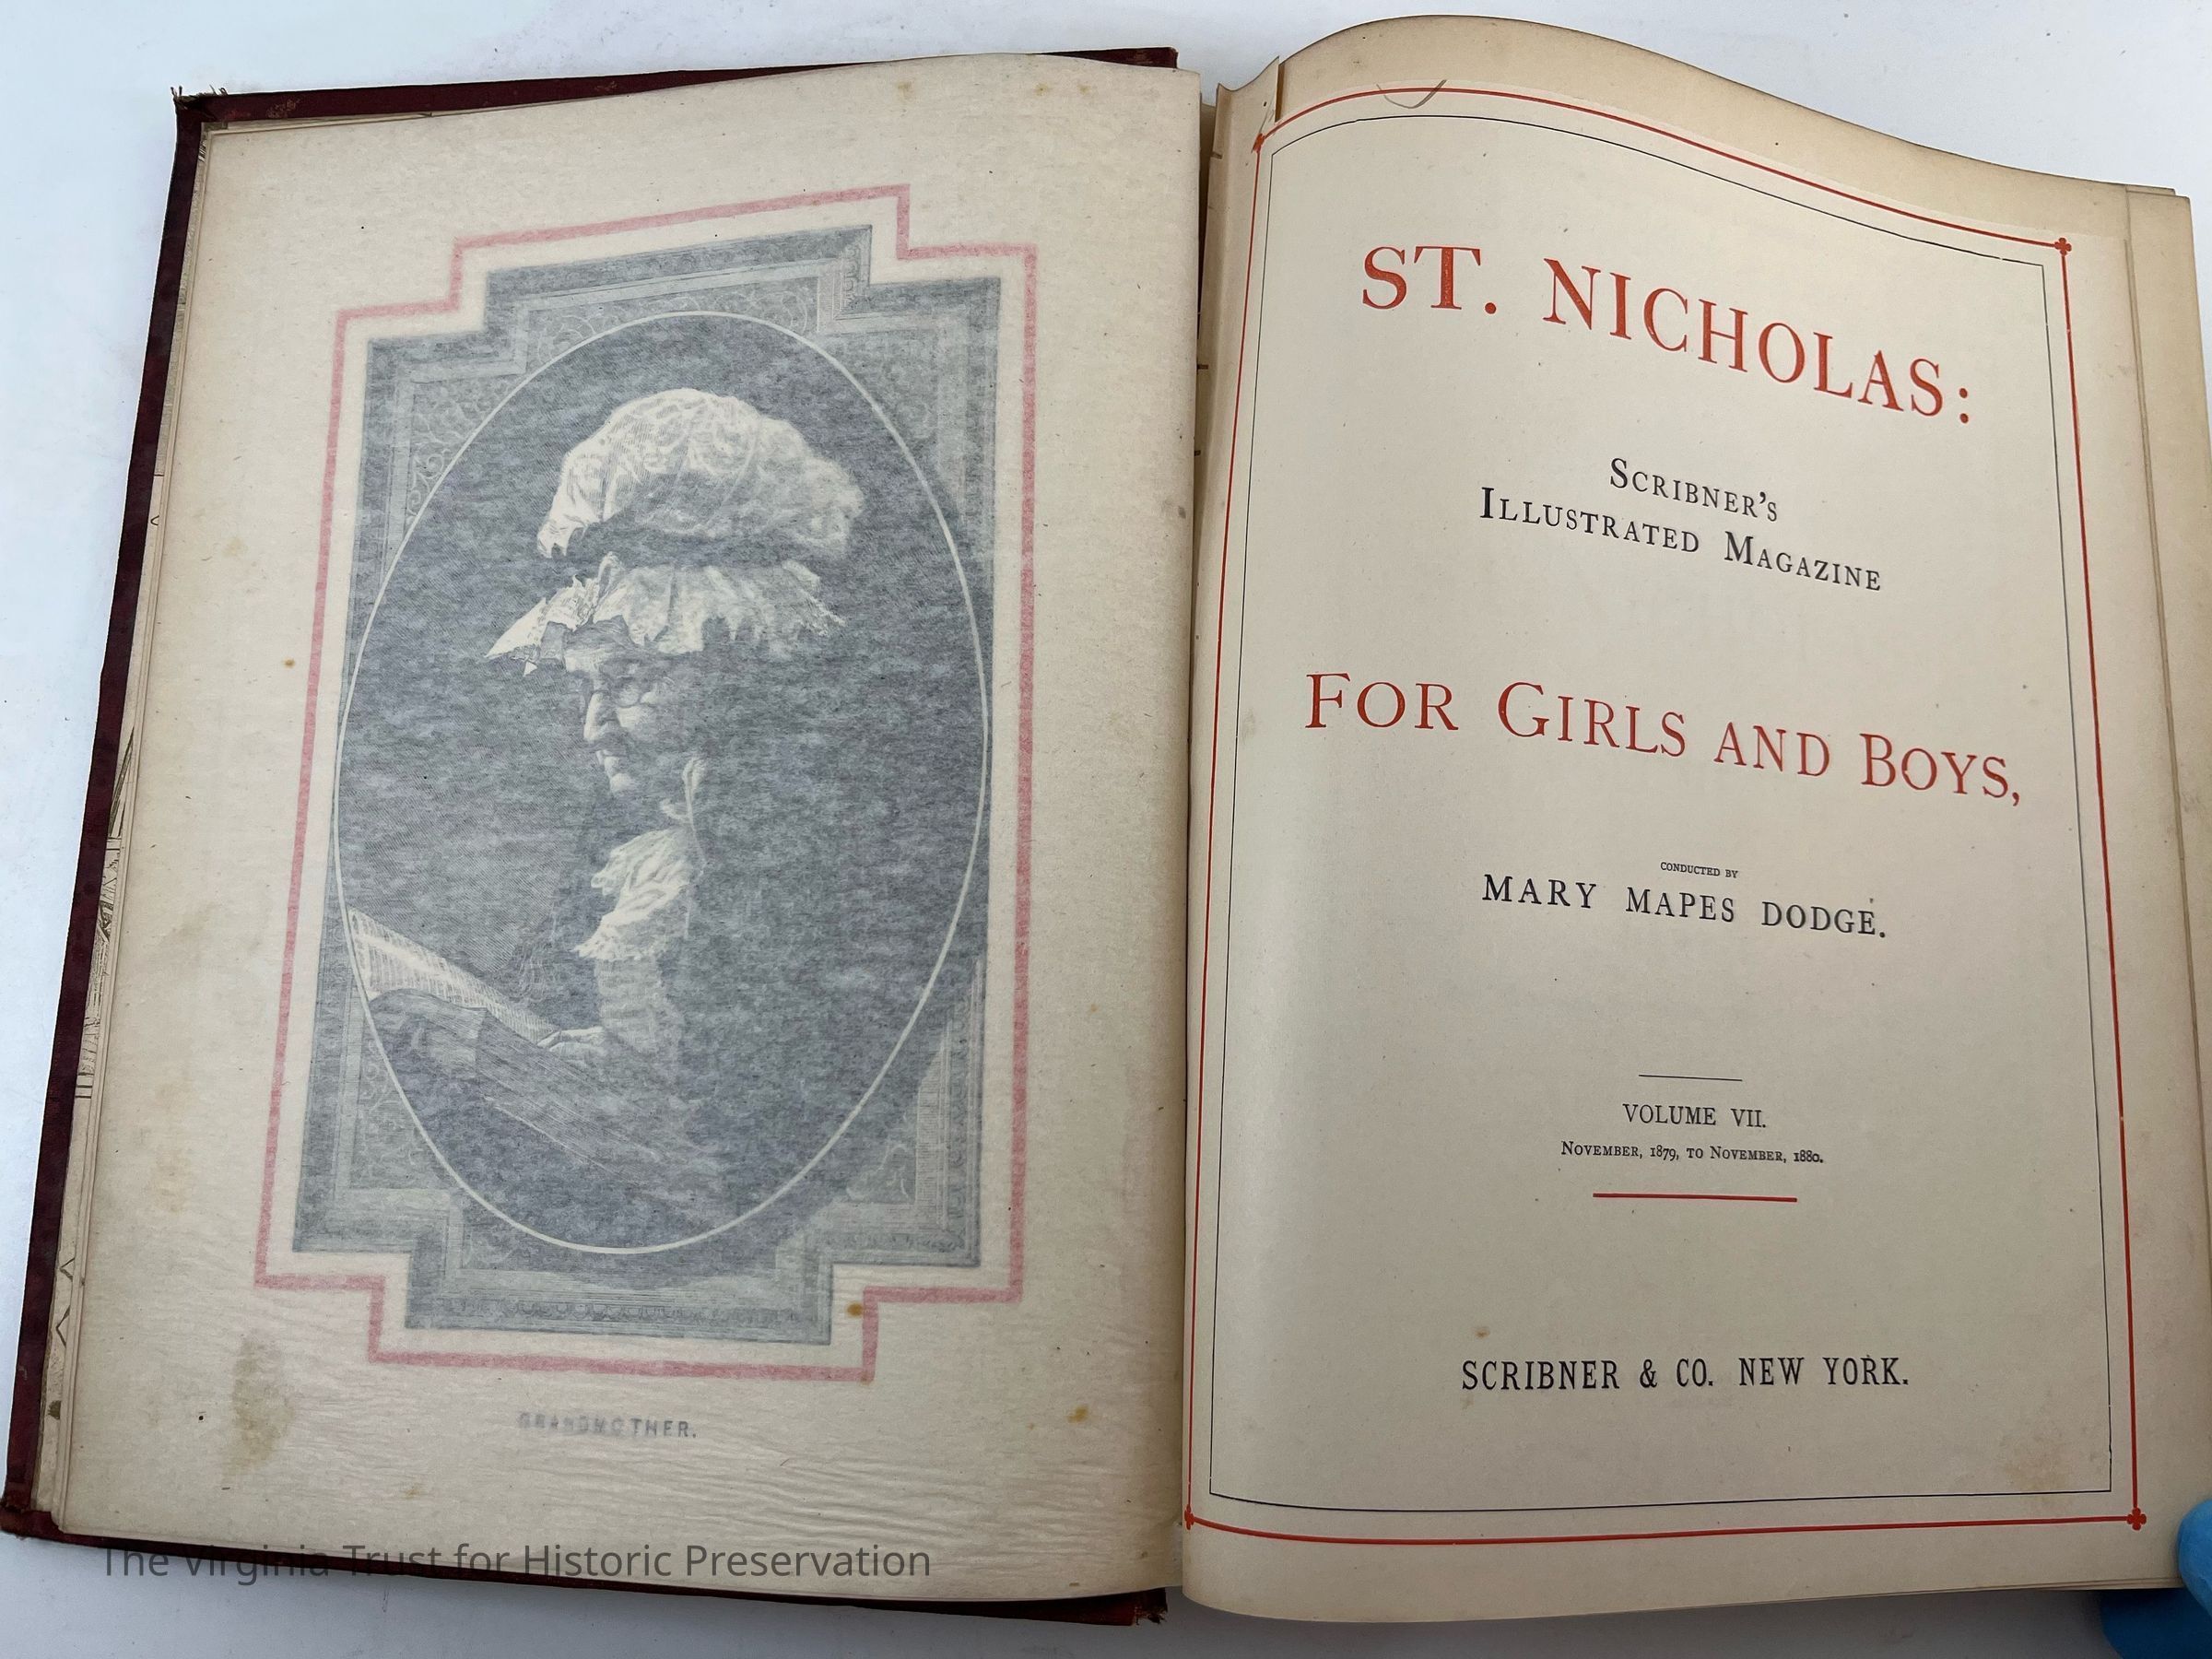 GRANDMOTHER.
ST. NICHOLAS:
SCRIBNER'S
ILLUSTRATED MAGAZINE
FOR GIRLS AND BOYS,
CONDUCTED BY
MARY MAPES DODGE.
VOLUME VII.
NOVEMBER, 1879, TO NOVEMBER, 1880.
SCRIBNER & CO. NEW YORK.
The Virginia Trust for Historic Preservation